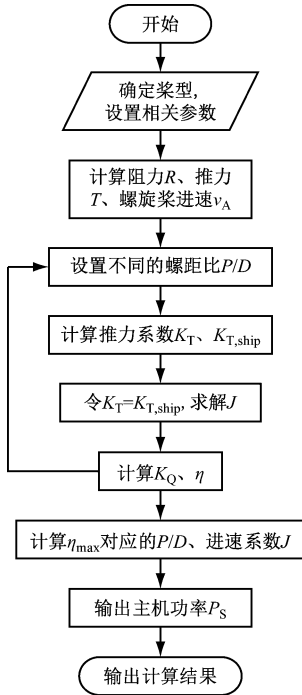 开始
确定桨型,
设置相关参数
计算阻力R、推力
T、螺旋桨进速vA
设置不同的螺距比P/D
计算推力系数KT、KT,ship
令KT=KT,ship, 求解J
计算KQ、η
计算ηmax对应的P/D、进速系数J
输出主机功率PS
输出计算结果